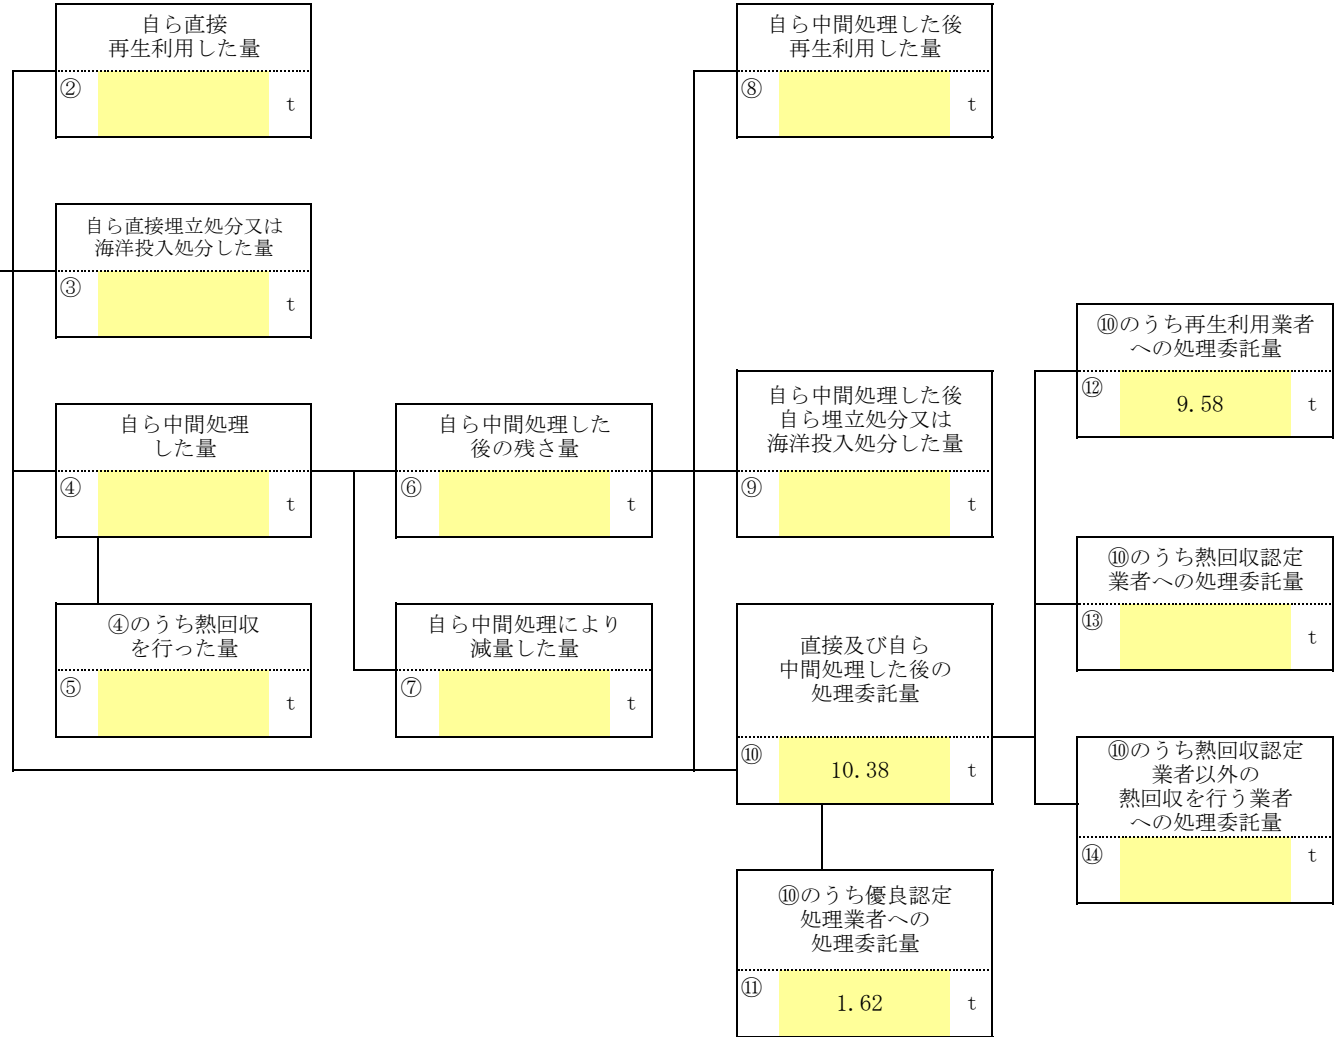 自ら直接
再生利用した量
②
t
自ら直接埋立処分又は
海洋投入処分した量
③
t
自ら中間処理
した量
④
t
④のうち熱回収
を行った量
⑤
t
自ら中間処理した
後の残さ量
⑥
t
自ら中間処理により
減量した量
⑦
t
自ら中間処理した後
再生利用した量
⑧
t
自ら中間処理した後
自ら埋立処分又は
海洋投入処分した量
⑨
t
直接及び自ら
中間処理した後の
処理委託量
⑩ 10.38 t
⑩のうち優良認定
処理業者への
処理委託量
⑪ 1.62 t
⑩のうち再生利用業者
への処理委託量
⑫ 9.58 t
⑩のうち熱回収認定
業者への処理委託量
⑬
t
⑩のうち熱回収認定
業者以外の
熱回収を行う業者
への処理委託量
⑭ t